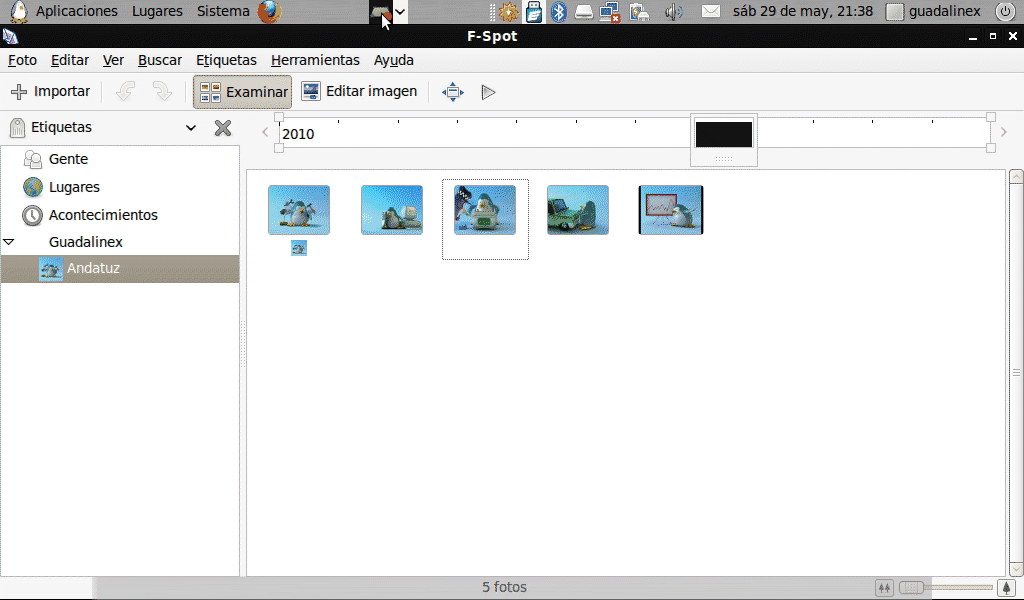 Aplicaciones Lugares Sistema sáb 29 de may, 21:38 guadalinex
F-Spot
Foto Editar Ver Buscar Etiquetas Herramientas Ayuda
Importar Examinar Editar imagen
Etiquetas
2010
Gente
Lugares
Acontecimientos
Guadalinex
Andatuz
5 fotos